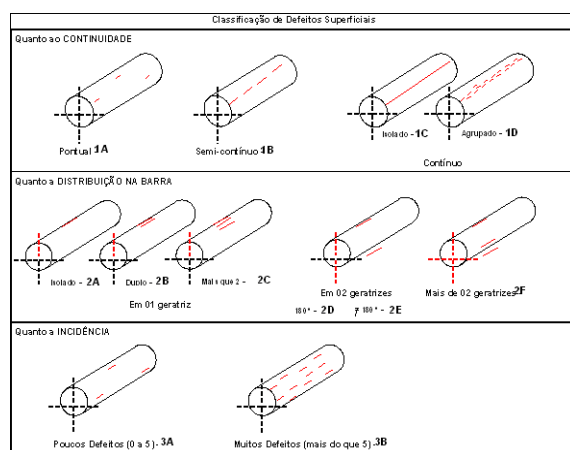 Classificação de Defeitos Superficiais
Quanto ao CONTINUIDADE
Pontual 1A
Semi-contínuo 1B
Isolado - 1C
Agrupado - 1D
Contínuo
Quanto a DISTRIBUIÇÃO NA BARRA
Isolado - 2A
Duplo - 2B
Mais que 2 - 2C
Em 01 geratriz
Em 02 geratrizes
180° - 2D
≠ 180° - 2E
Mais de 02 geratrizes 2F
Quanto a INCIDÊNCIA
Poucos Defeitos (0 a 5) - 3A
Muitos Defeitos (mais do que 5) .3B